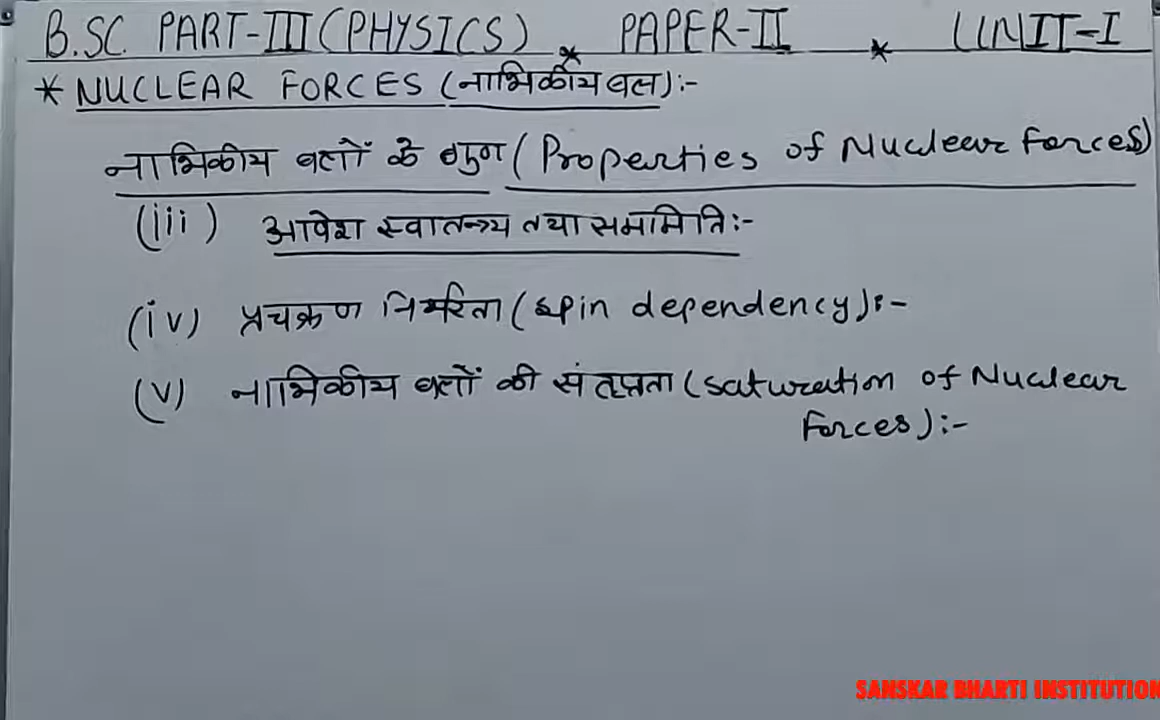 B.SC PART-III (PHYSICS) * PAPER-II * UNIT-I
* NUCLEAR FORCES (नाभिकीय बल):-
नाभिकीय बलों के गुण (Properties of Nuclear Forces)
(iii) आवेश स्वातन्त्र्य तथा सममिति:-
(iv) प्रचक्रण निर्भरता (spin dependency):-
(v) नाभिकीय बलों की संतृप्तता (saturation of Nuclear
Forces):-
SANSKAR BHARTI INSTITUTION